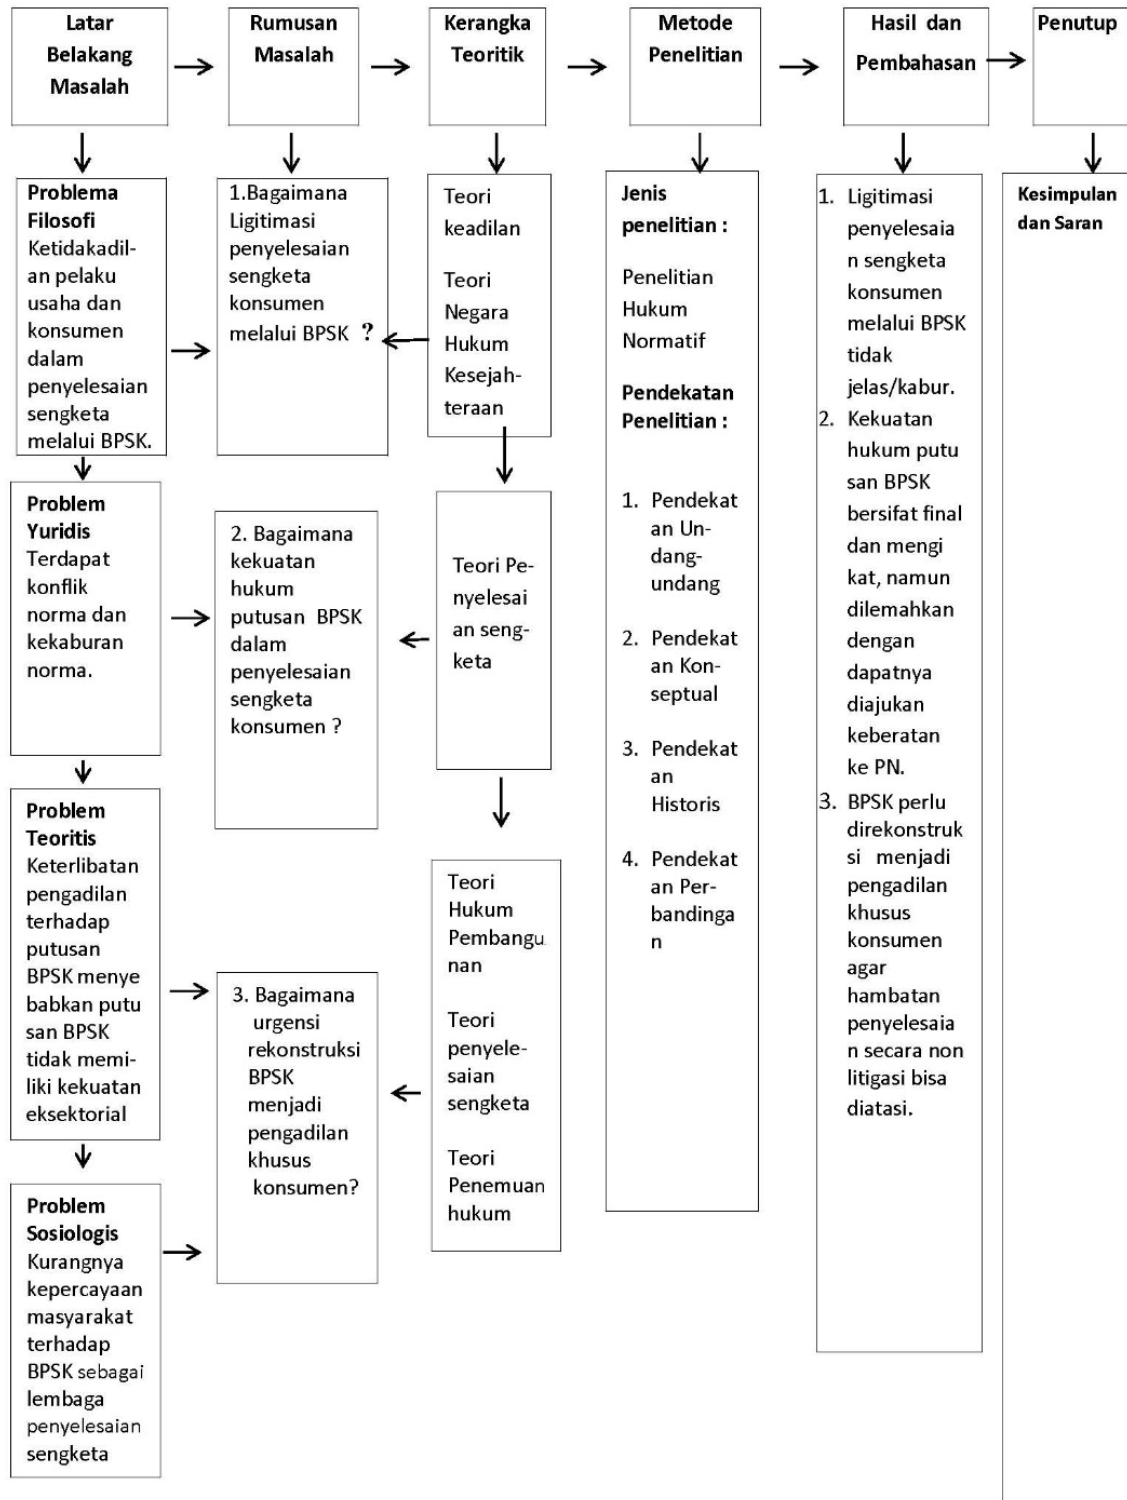 Latar
Belakang
Masalah
Rumusan
Masalah
Kerangka
Teoritik
Metode
Penelitian
Hasil dan
Pembahasan
Penutup
Problema
Filosofi
Ketidakadil-
an pelaku
usaha dan
konsumen
dalam
penyelesaian
sengketa
melalui BPSK.
Problem
Yuridis
Terdapat
konflik
norma dan
kekaburan
norma.
Problem
Teoritis
Keterlibatan
pengadilan
terhadap
putusan
BPSK menye
babkan putu
san BPSK
tidak memi-
liki kekuatan
eksektorial
Problem
Sosiologis
Kurangnya
kepercayaan
masyarakat
terhadap
BPSK sebagai
lembaga
penyelesaian
sengketa
1.Bagaimana
Ligitimasi
penyelesaian
sengketa
konsumen
melalui BPSK ?
2. Bagaimana
kekuatan
hukum
putusan BPSK
dalam
penyelesaian
sengketa
konsumen ?
3. Bagaimana
urgensi
rekonstruksi
BPSK
menjadi
pengadilan
khusus
konsumen?
Teori
keadilan
Teori
Negara
Hukum
Kesejah-
teraan
Teori Pe-
nyelesai
an seng-
keta
Teori
Hukum
Pembangu
nan
Teori
penyele-
saian
sengketa
Teori
Penemuan
hukum
Jenis
penelitian :
Penelitian
Hukum
Normatif
Pendekatan
Penelitian :
1. Pendekat
an Un-
dang-
undang
2. Pendekat
an Kon-
septual
3. Pendekat
an
Historis
4. Pendekat
an Per-
bandinga
n
1. Ligitimasi
penyelesaia
n sengketa
konsumen
melalui BPSK
tidak
jelas/kabur.
2. Kekuatan
hukum putu
san BPSK
bersifat final
dan mengi
kat, namun
dilemahkan
dengan
dapatnya
diajukan
keberatan
ke PN.
3. BPSK perlu
direkonstruk
si menjadi
pengadilan
khusus
konsumen
agar
hambatan
penyelesaia
n secara non
litigasi bisa
diatasi.
Kesimpulan
dan Saran